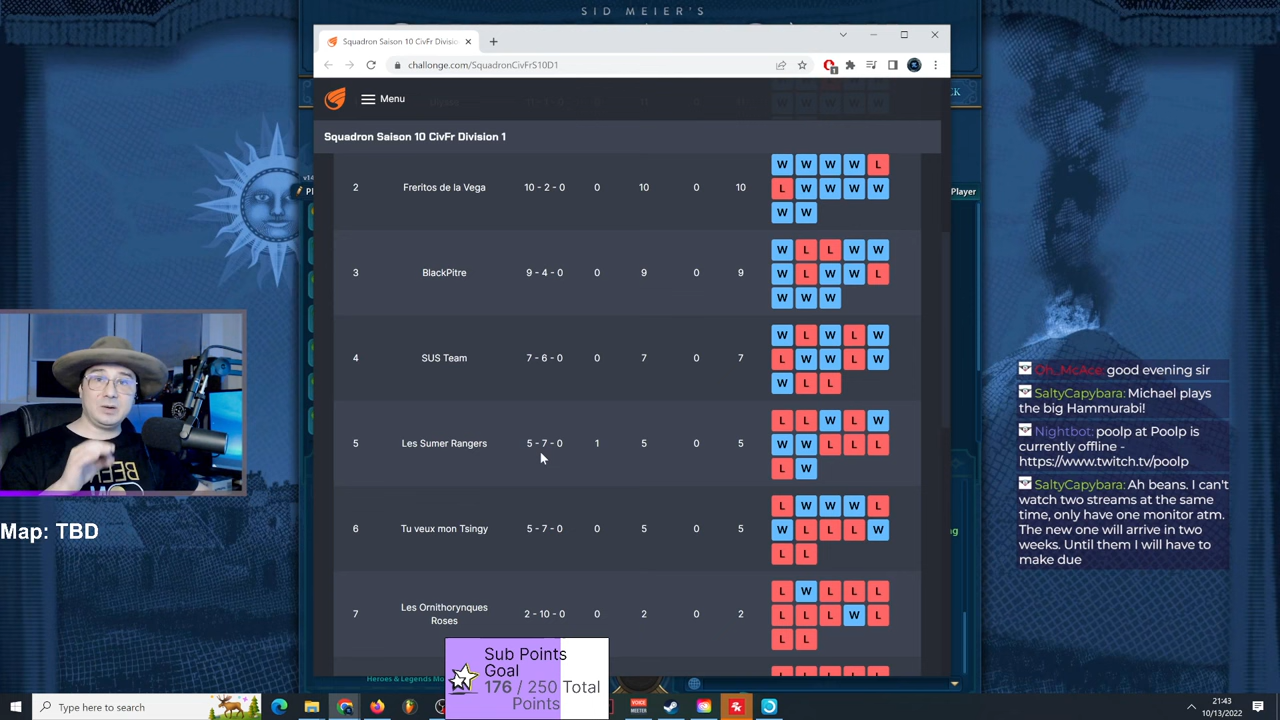 SID MEIER'S
Squadron Saison 10 CivFr Divisio
challonge.com/SquadronCivFrS10D1
1
Menu
Squadron Saison 10 CivFr Division 1
W W W W L
2 Freritos de la Vega 10 - 2 - 0 0 10 0 10 L W W W W
W W
W L L W W
3 BlackPitre 9 - 4 - 0 0 9 0 9 W L W W L
W W W
W L W L W
4 SUS Team 7 - 6 - 0 0 7 0 7 L W W L W
W L L
L L W L W
5 Les Sumer Rangers 5 - 7 - 0 1 5 0 5 W W L L L
L W
L W W W L
6 Tu veux mon Tsingy 5 - 7 - 0 0 5 0 5 W L L L W
L L
L W L L L
7 Les Ornithorynques
Roses 2 - 10 - 0 0 2 0 2 L L L W L
L L
Player
Oh_McAce: good evening sir
SaltyCapybara: Michael plays
the big Hammurabi!
Nightbot: poolp at Poolp is
currently offline -
https://www.twitch.tv/poolp
SaltyCapybara: Ah beans. I can't
watch two streams at the same
time, only have one monitor atm.
The new one will arrive in two
weeks. Until them I will have to
make due
BEE
Map: TBD
Sub Points
Goal
176 / 250 Total
Points
Heroes & Legends Mo
Type here to search
VOICE
MEETER
21:43
10/13/2022